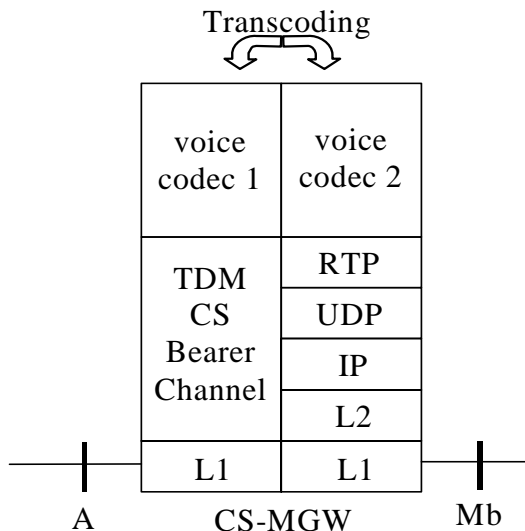 Transcoding
voice
codec 1
voice
codec 2
TDM
CS
Bearer
Channel
RTP
UDP
IP
L2
L1
L1
A
CS-MGW
Mb